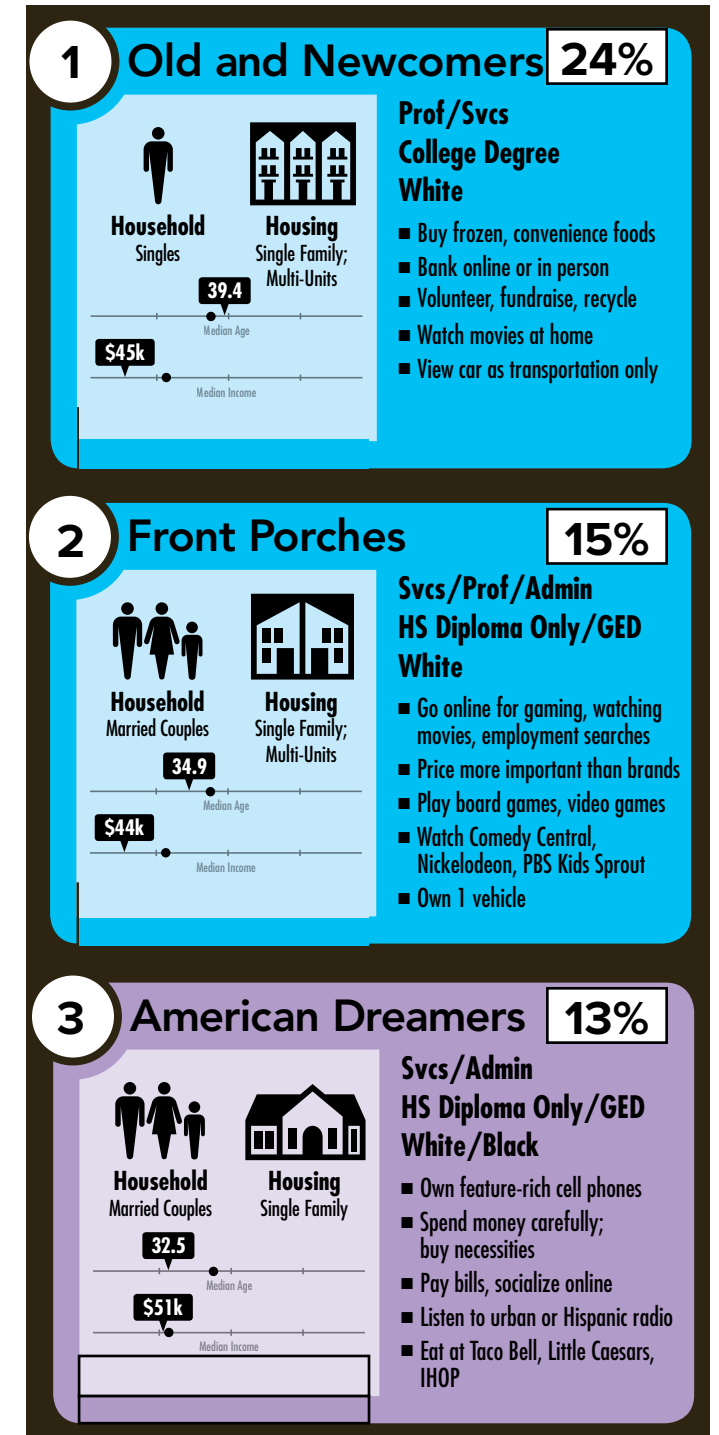 1
Old and Newcomers
24%
Household
Singles
Housing
Single Family;
Multi-Units
39.4
Median Age
$45k
Median Income
Prof/Svcs
College Degree
White
■ Buy frozen, convenience foods
■ Bank online or in person
■ Volunteer, fundraise, recycle
■ Watch movies at home
■ View car as transportation only
2
Front Porches
15%
Household
Married Couples
Housing
Single Family;
Multi-Units
34.9
Median Age
$44k
Median Income
Svcs/Prof/Admin
HS Diploma Only/GED
White
■ Go online for gaming, watching
movies, employment searches
■ Price more important than brands
■ Play board games, video games
■ Watch Comedy Central,
Nickelodeon, PBS Kids Sprout
■ Own 1 vehicle
3
American Dreamers
13%
Household
Married Couples
Housing
Single Family
32.5
Median Age
$51k
Median Income
Svcs/Admin
HS Diploma Only/GED
White/Black
■ Own feature-rich cell phones
■ Spend money carefully;
buy necessities
■ Pay bills, socialize online
■ Listen to urban or Hispanic radio
■ Eat at Taco Bell, Little Caesars,
IHOP